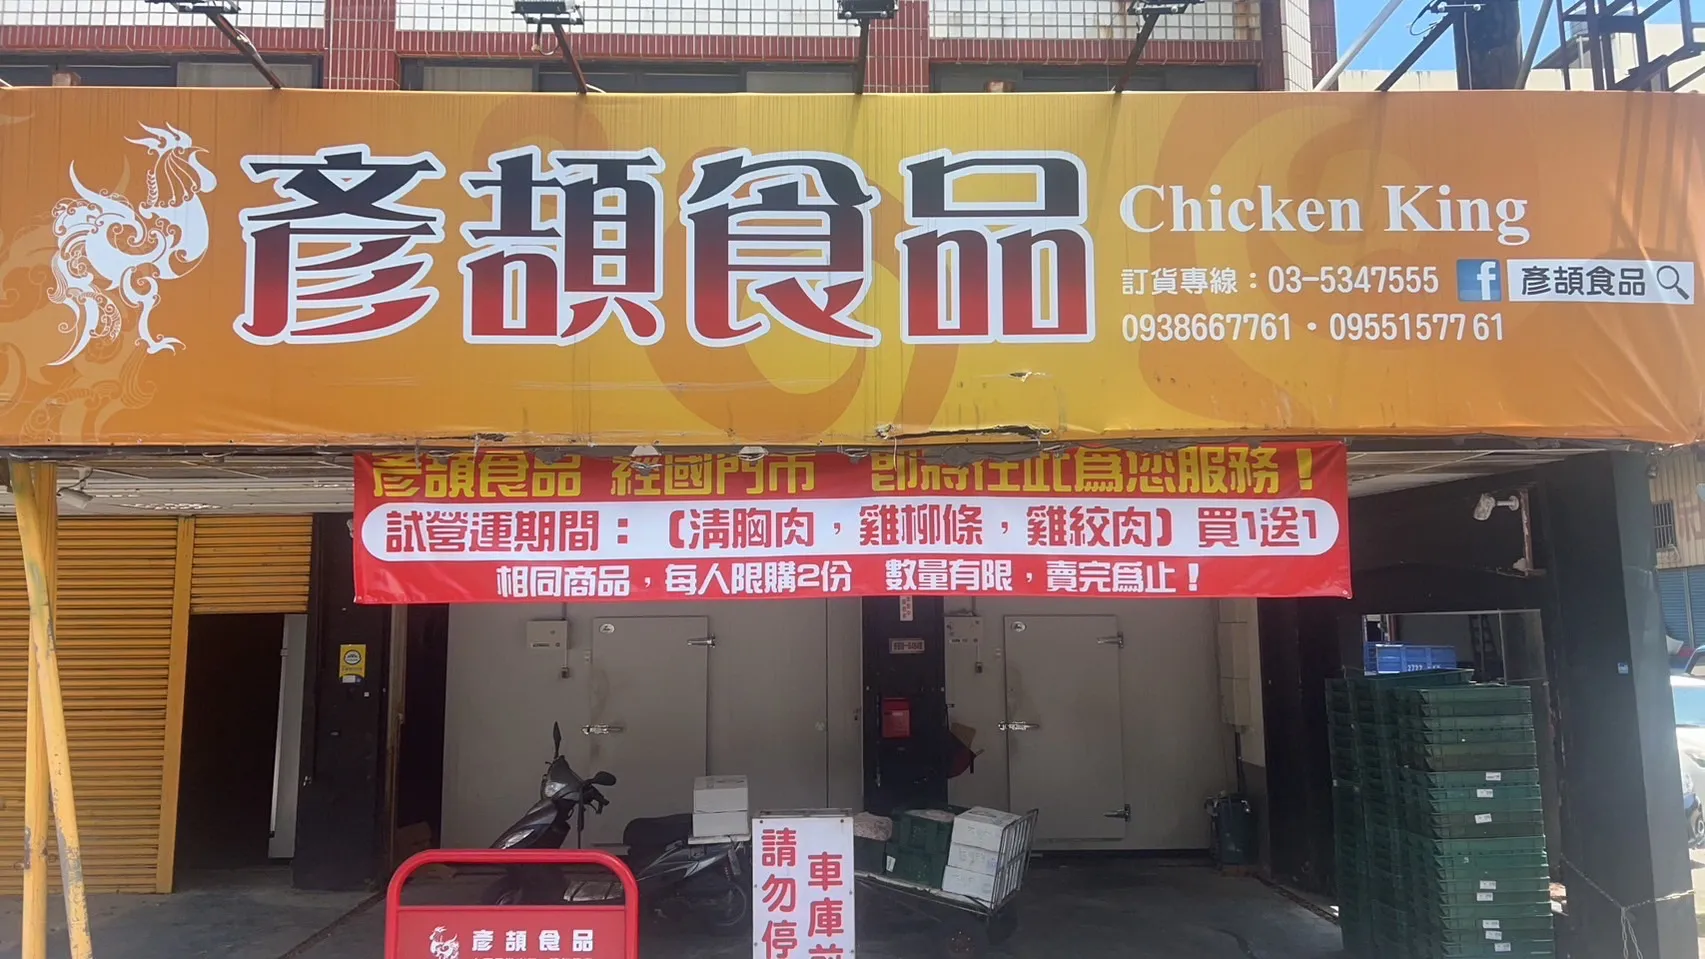 彥頡食品
Chicken King
訂貨專線：03-5347555
f 彥頡食品
0938667761・0955157761
彥頡食品 經國門市 即將在此為您服務！
試營運期間：（清胸肉，雞柳條，雞絞肉）買1送1
相同商品，每人限購2份 數量有限，賣完為止！
車庫前
請勿停
彥頡食品